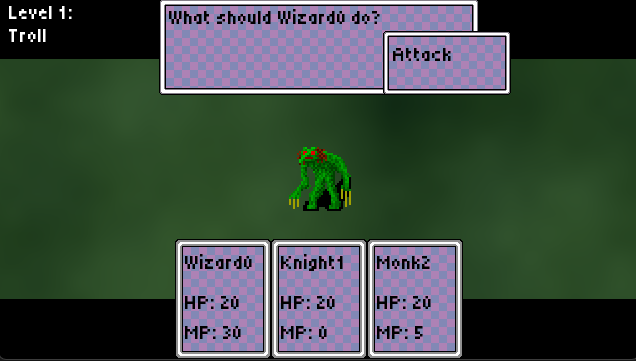 Level 1:
Troll
What should Wizard0 do?
Attack
Wizard0
HP: 20
MP: 30
Knight1
HP: 20
MP: 0
Monk2
HP: 20
MP: 5